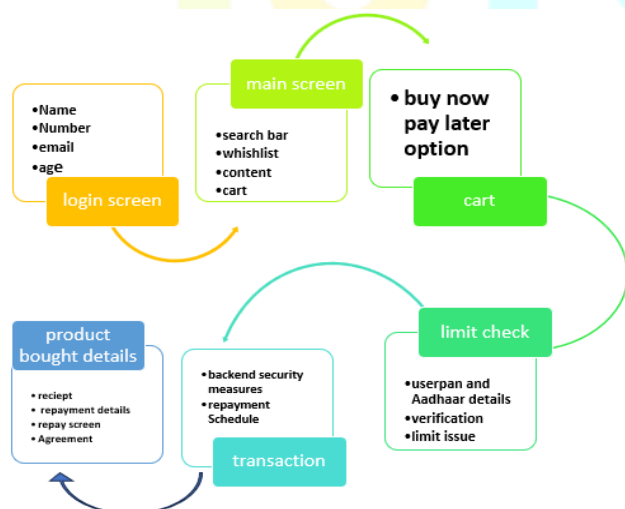 •Name
•Number
•email
•age
login screen
main screen
•search bar
•whishlist
•content
•cart
• buy now
pay later
option
cart
limit check
•userpan and
Aadhaar details
•verification
•limit issue
•backend security
measures
•repayment
Schedule
transaction
product
bought details
• reciept
• repayment details
• repay screen
• Agreement